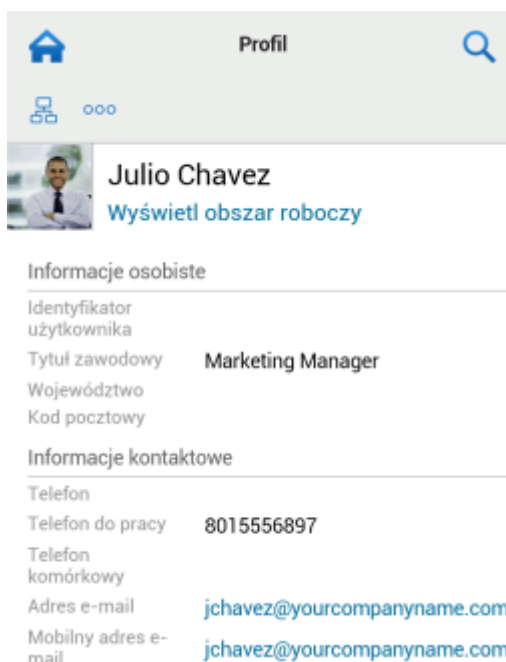 Profil
Julio Chavez
Wyświetl obszar roboczy
Informacje osobiste
Identyfikator
użytkownika
Tytuł zawodowy Marketing Manager
Województwo
Kod pocztowy
Informacje kontaktowe
Telefon
Telefon do pracy 8015556897
Telefon
komórkowy
Adres e-mail jchavez@yourcompanyname.com
Mobilny adres e- jchavez@yourcompanyname.com
mail